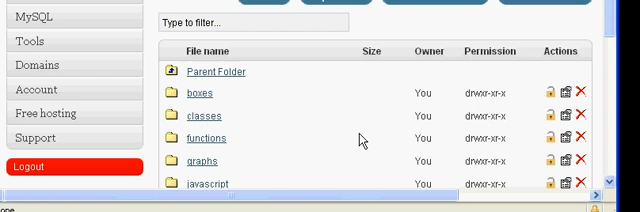 MySQL
Tools
Domains
Account
Free hosting
Support
Logout
Type to filter...
File name Size Owner Permission Actions
Parent Folder
boxes You drwxr-xr-x
classes You drwxr-xr-x
functions You drwxr-xr-x
graphs You drwxr-xr-x
javascript You drwxr-xr-x
one